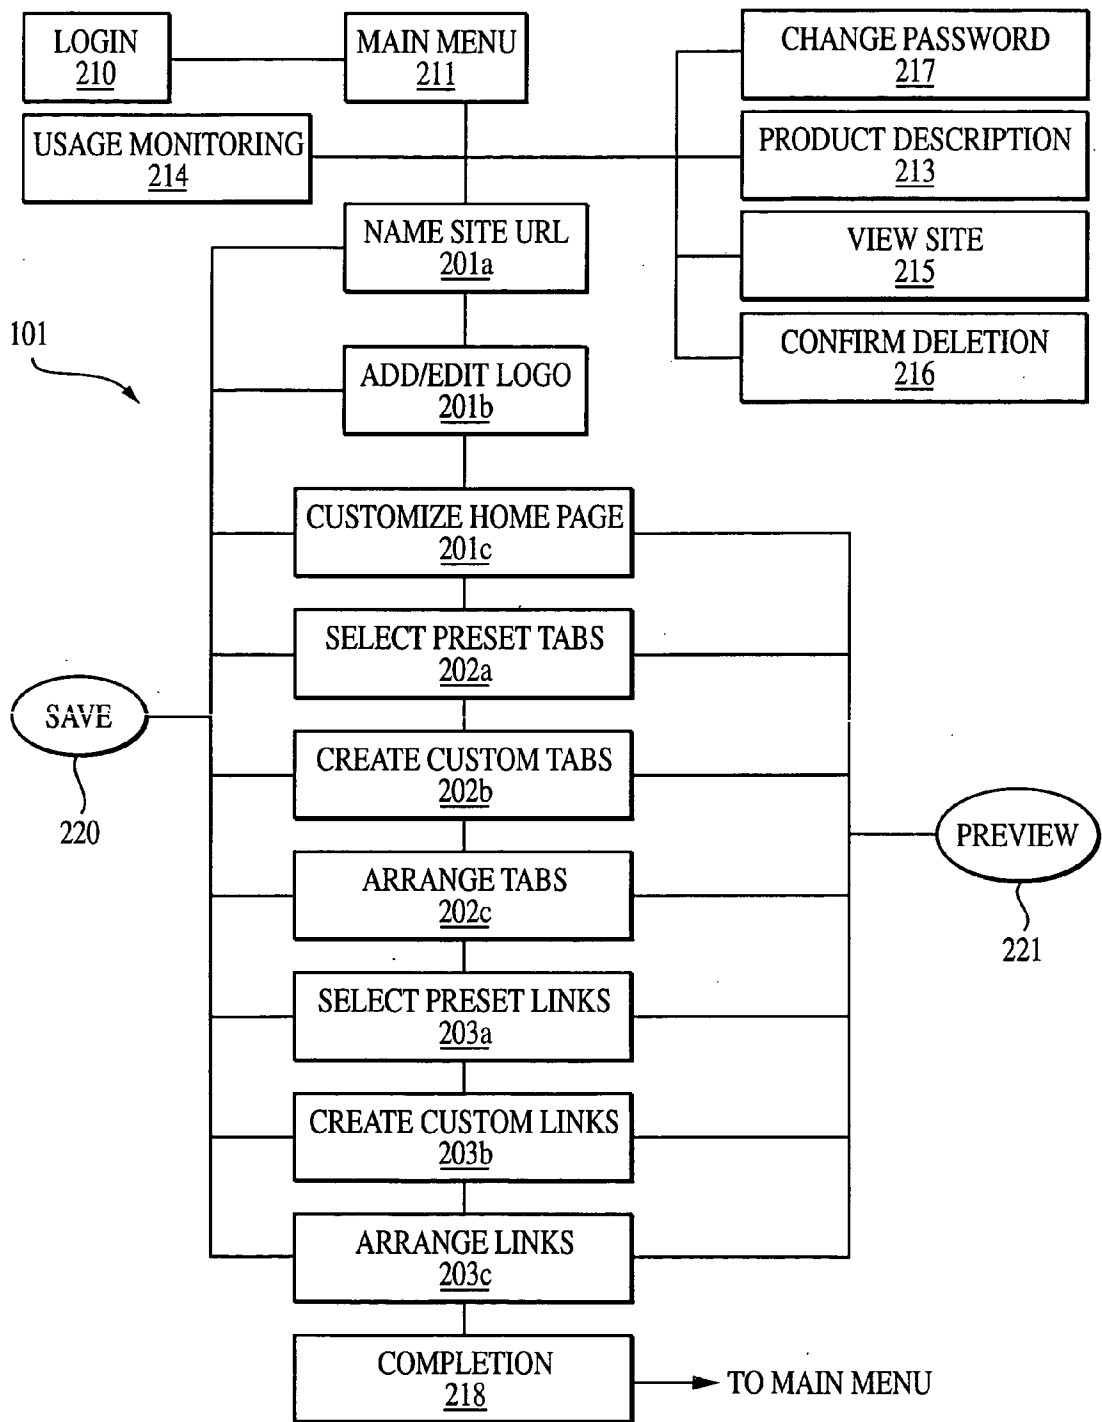 LOGIN
210
MAIN MENU
211
CHANGE PASSWORD
217
USAGE MONITORING
214
PRODUCT DESCRIPTION
213
NAME SITE URL
201a
VIEW SITE
215
101
ADD/EDIT LOGO
201b
CONFIRM DELETION
216
CUSTOMIZE HOME PAGE
201c
SELECT PRESET TABS
202a
SAVE
220
CREATE CUSTOM TABS
202b
PREVIEW
221
ARRANGE TABS
202c
SELECT PRESET LINKS
203a
CREATE CUSTOM LINKS
203b
ARRANGE LINKS
203c
COMPLETION
218
TO MAIN MENU